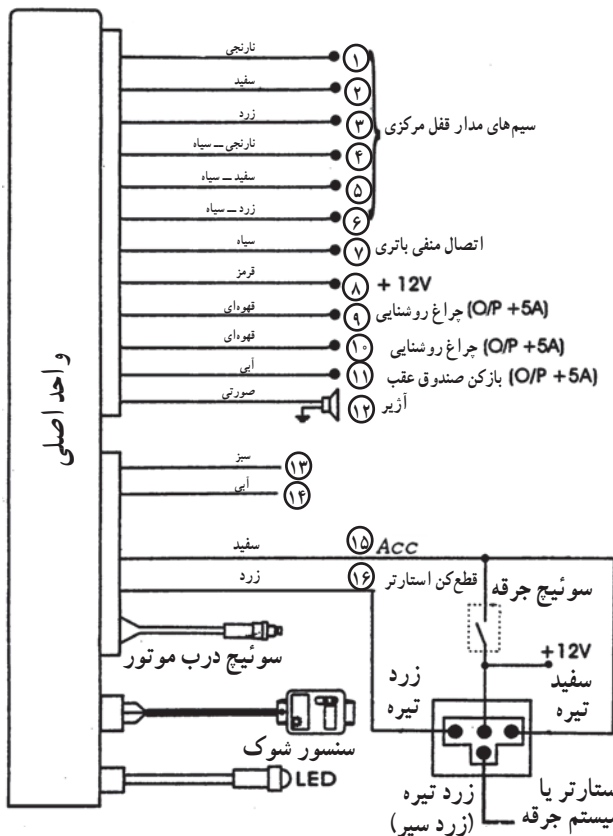 نارنجی
۱
سفید
۲
زرد
۳
سیم‌های مدار قفل مرکزی
نارنجی – سیاه
۴
سفید – سیاه
۵
زرد – سیاه
۶
سیاه
۷ اتصال منفی باتری
قرمز
۸ + 12V
قهوه‌ای
۹ چراغ روشنایی (O/P +5A)
قهوه‌ای
۱۰ چراغ روشنایی (O/P +5A)
آبی
۱۱ بازکن صندوق عقب (O/P +5A)
صورتی
۱۲ آژیر
واحد اصلی
سبز
۱۳
آبی
۱۴
سفید
۱۵ Acc
زرد
۱۶ قطع‌کن استارتر
سوئیچ جرقه
سوئیچ درب موتور
+12V
زرد
تیره
سفید
تیره
سنسور شوک
LED
زرد تیره
(زرد سیر)
ستارتر یا
یستم جرقه